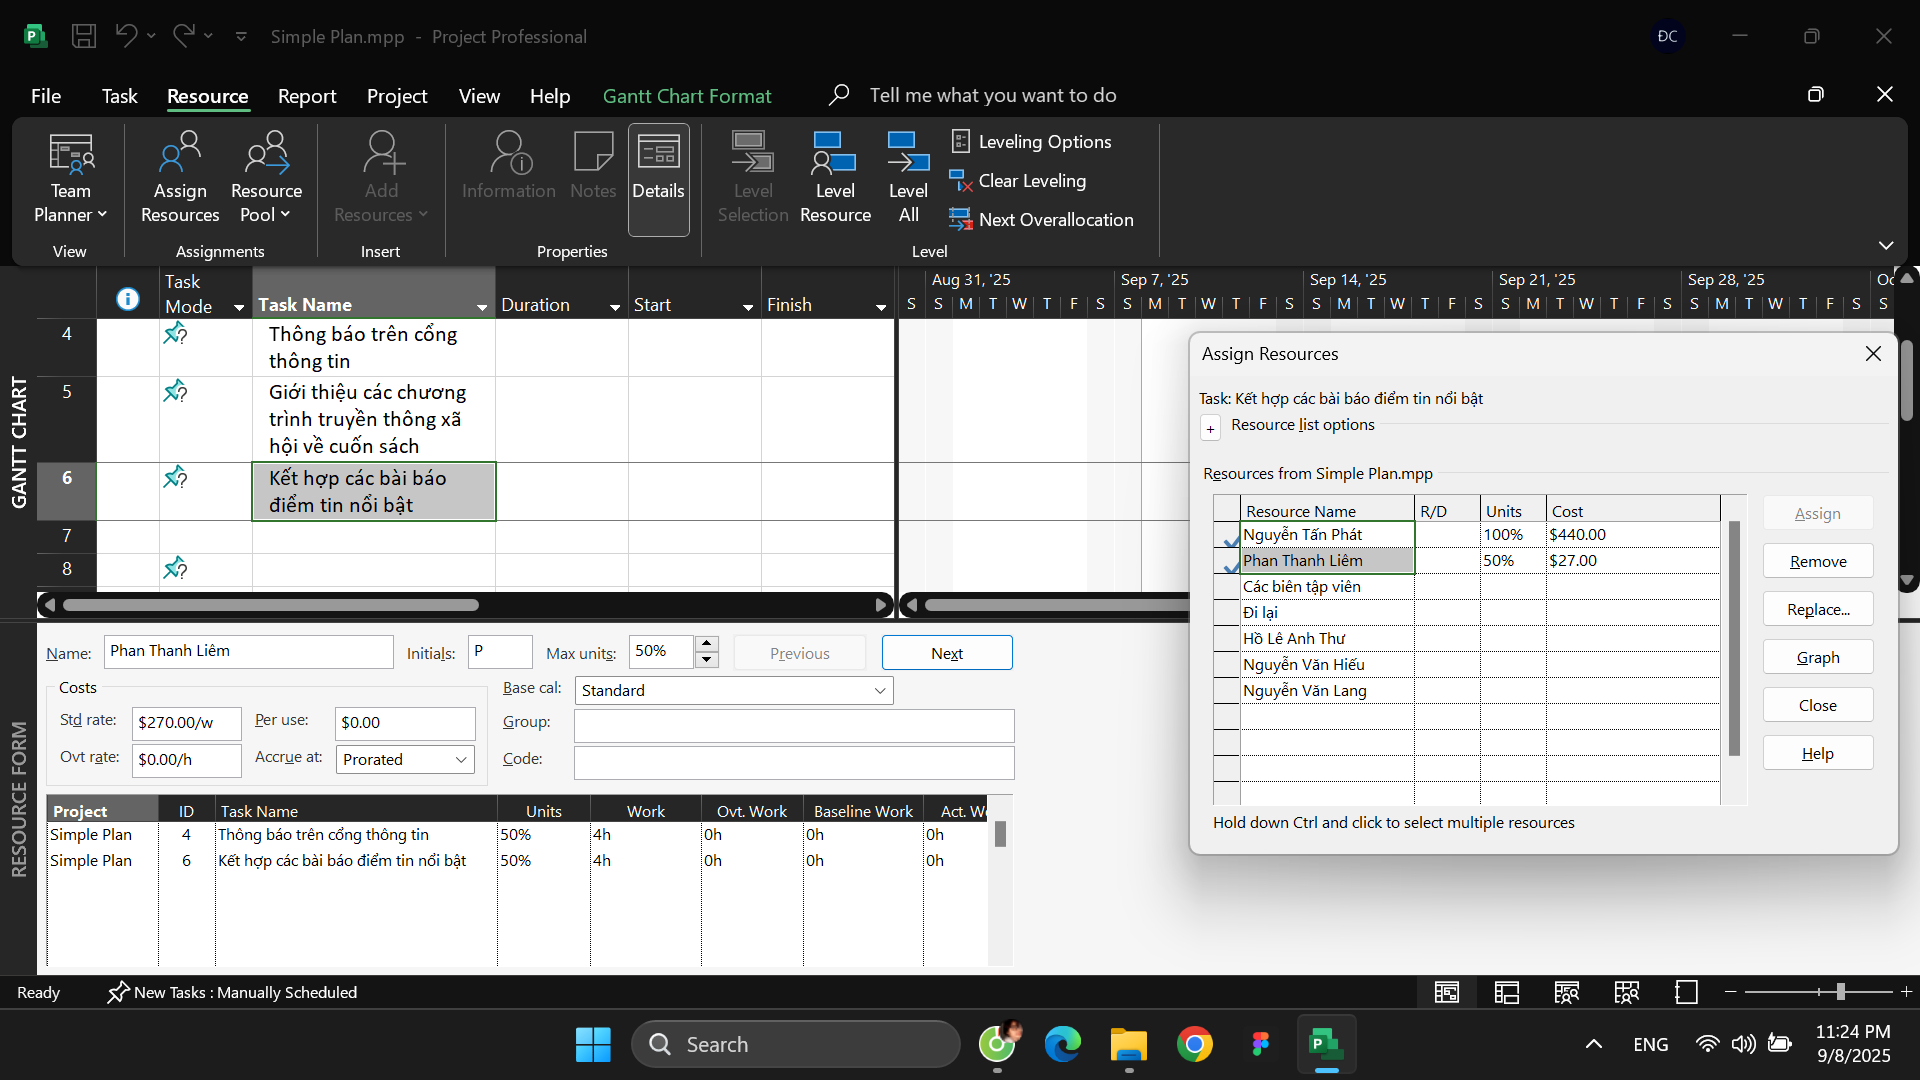 Simple Plan.mpp - Project Professional
ĐC
File Task Resource Report Project View Help Gantt Chart Format Tell me what you want to do
Team Planner
Assign Resources
Resource Pool
Add Resources
Information
Notes
Details
Level Selection
Level Resource
Level All
Leveling Options
Clear Leveling
Next Overallocation
View Assignments Insert Properties Level
GANTT CHART
Task Mode Task Name Duration Start Finish
Aug 31, '25 Sep 7, '25 Sep 14, '25 Sep 21, '25 Sep 28, '25 Oc
S S M T W T F S S M T W T F S S M T W T F S S M T W T F S S M T W T F S S
4 Thông báo trên cổng
thông tin
5 Giới thiệu các chương
trình truyền thông xã
hội về cuốn sách
6 Kết hợp các bài báo
điểm tin nổi bật
7
8
Assign Resources
Task: Kết hợp các bài báo điểm tin nổi bật
+ Resource list options
Resources from Simple Plan.mpp
Resource Name R/D Units Cost
Nguyễn Tấn Phát 100% $440.00
Phan Thanh Liêm 50% $27.00
Các biên tập viên
Đi lại
Hồ Lê Anh Thư
Nguyễn Văn Hiếu
Nguyễn Văn Lang
Assign
Remove
Replace...
Graph
Close
Help
Hold down Ctrl and click to select multiple resources
RESOURCE FORM
Name: Phan Thanh Liêm Initials: P Max units: 50% Previous Next
Costs
Std rate: $270.00/w Per use: $0.00
Ovt rate: $0.00/h Accrue at: Prorated
Base cal: Standard
Group:
Code:
Project ID Task Name Units Work Ovt. Work Baseline Work Act. Wo
Simple Plan 4 Thông báo trên cổng thông tin 50% 4h 0h 0h 0h
Simple Plan 6 Kết hợp các bài báo điểm tin nổi bật 50% 4h 0h 0h 0h
Ready New Tasks : Manually Scheduled
Search
ENG
11:24 PM
9/8/2025